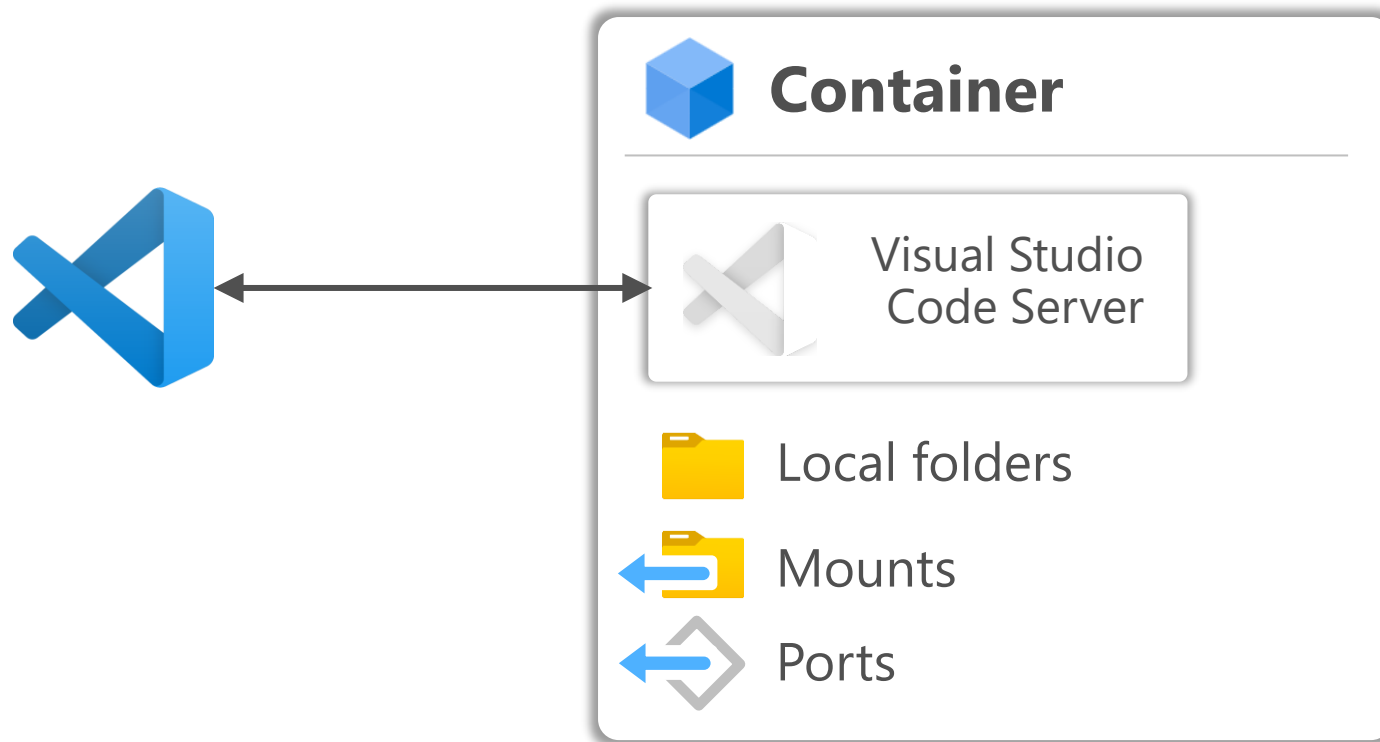 Container
Visual Studio
Code Server
Local folders
Mounts
Ports